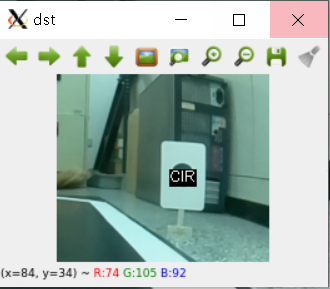 dst
CIR
(x=84, y=34) ~ R:74 G:105 B:92